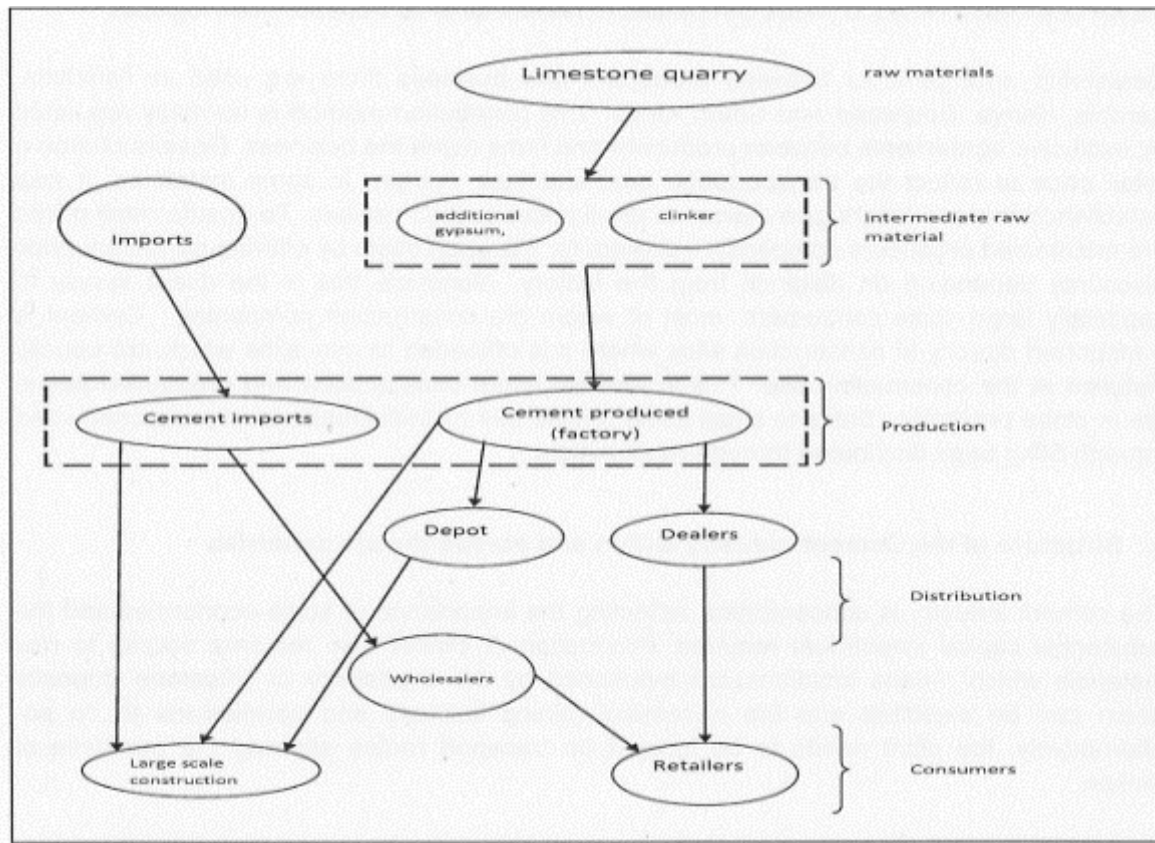 Limestone quarry
raw materials
Imports
additional
gypsum,
clinker
Intermediate raw
material
Cement imports
Cement produced
(factory)
Production
Depot
Dealers
Distribution
Wholesalers
Large scale
construction
Retailers
Consumers